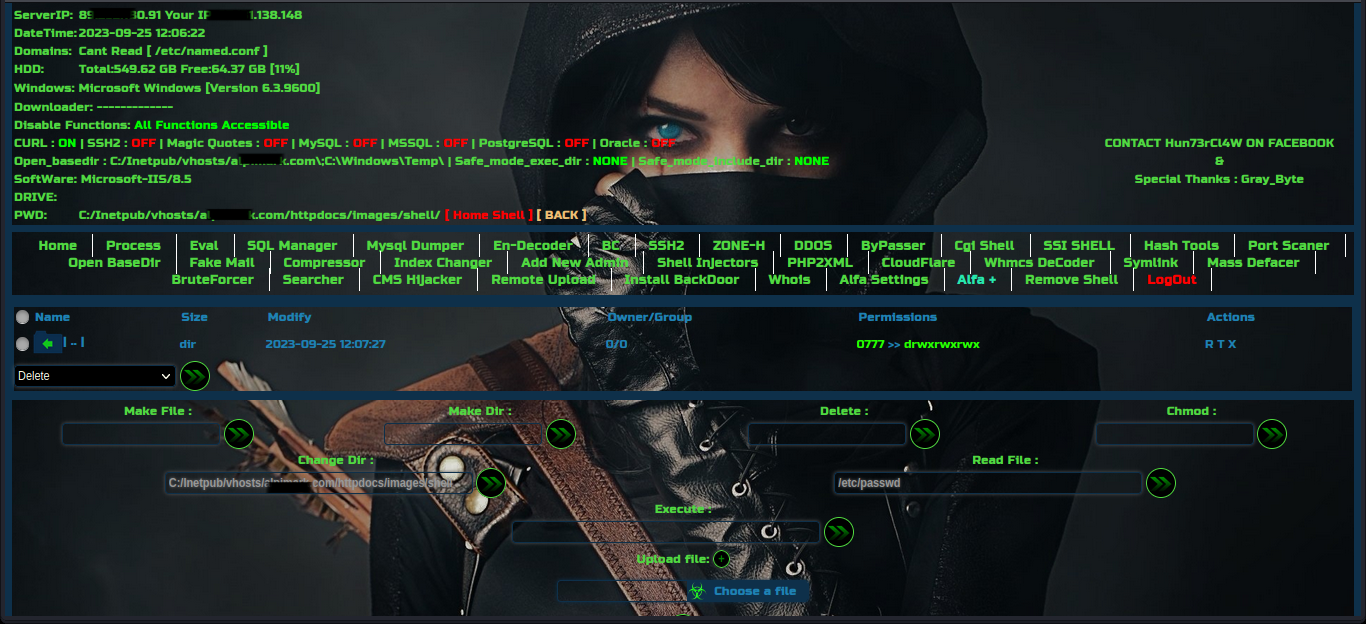 ServerIP: 89 30.91 Your IP .138.148
DateTime: 2023-09-25 12:06:22
Domains: Cant Read [ /etc/named.conf ]
HDD: Total:549.62 GB Free:64.37 GB [11%]
Windows: Microsoft Windows [Version 6.3.9600]
Downloader: -------------
Disable Functions: All Functions Accessible
CURL : ON | SSH2 : OFF | Magic Quotes : OFF | MySQL : OFF | MSSQL : OFF | PostgreSQL : OFF | Oracle : OFF
Open_basedir : C:/Inetpub/vhosts/ .com\;C:\Windows\Temp\ | Safe_mode_exec_dir : NONE | Safe_mode_include_dir : NONE
SoftWare: Microsoft-IIS/8.5
DRIVE:
PWD: C:/Inetpub/vhosts/ .com/httpdocs/images/shell/ [ Home Shell ] [ BACK ]
CONTACT Hun73rCl4W ON FACEBOOK
&
Special Thanks : Gray_Byte
Home | Process | Eval | SQL Manager | Mysql Dumper | En-Decoder | BC | SSH2 | ZONE-H | DDOS | ByPasser | Cgi Shell | SSI SHELL | Hash Tools | Port Scaner |
Open BaseDir | Fake Mail | Compressor | Index Changer | Add New Admin | Shell Injectors | PHP2XML | CloudFlare | Whmcs DeCoder | Symlink | Mass Defacer |
BruteForcer | Searcher | CMS Hijacker | Remote Upload | Install BackDoor | Whois | Alfa Settings | Alfa + | Remove Shell | LogOut |
Name Size Modify Owner/Group Permissions Actions
| - | dir 2023-09-25 12:07:27 0/0 0777 >> drwxrwxrwx R T X
Delete
Make File : Make Dir : Delete : Chmod :
Change Dir : Read File :
C:/Inetpub/vhosts/ .com/httpdocs/images/shell /etc/passwd
Execute :
Upload file: +
Choose a file